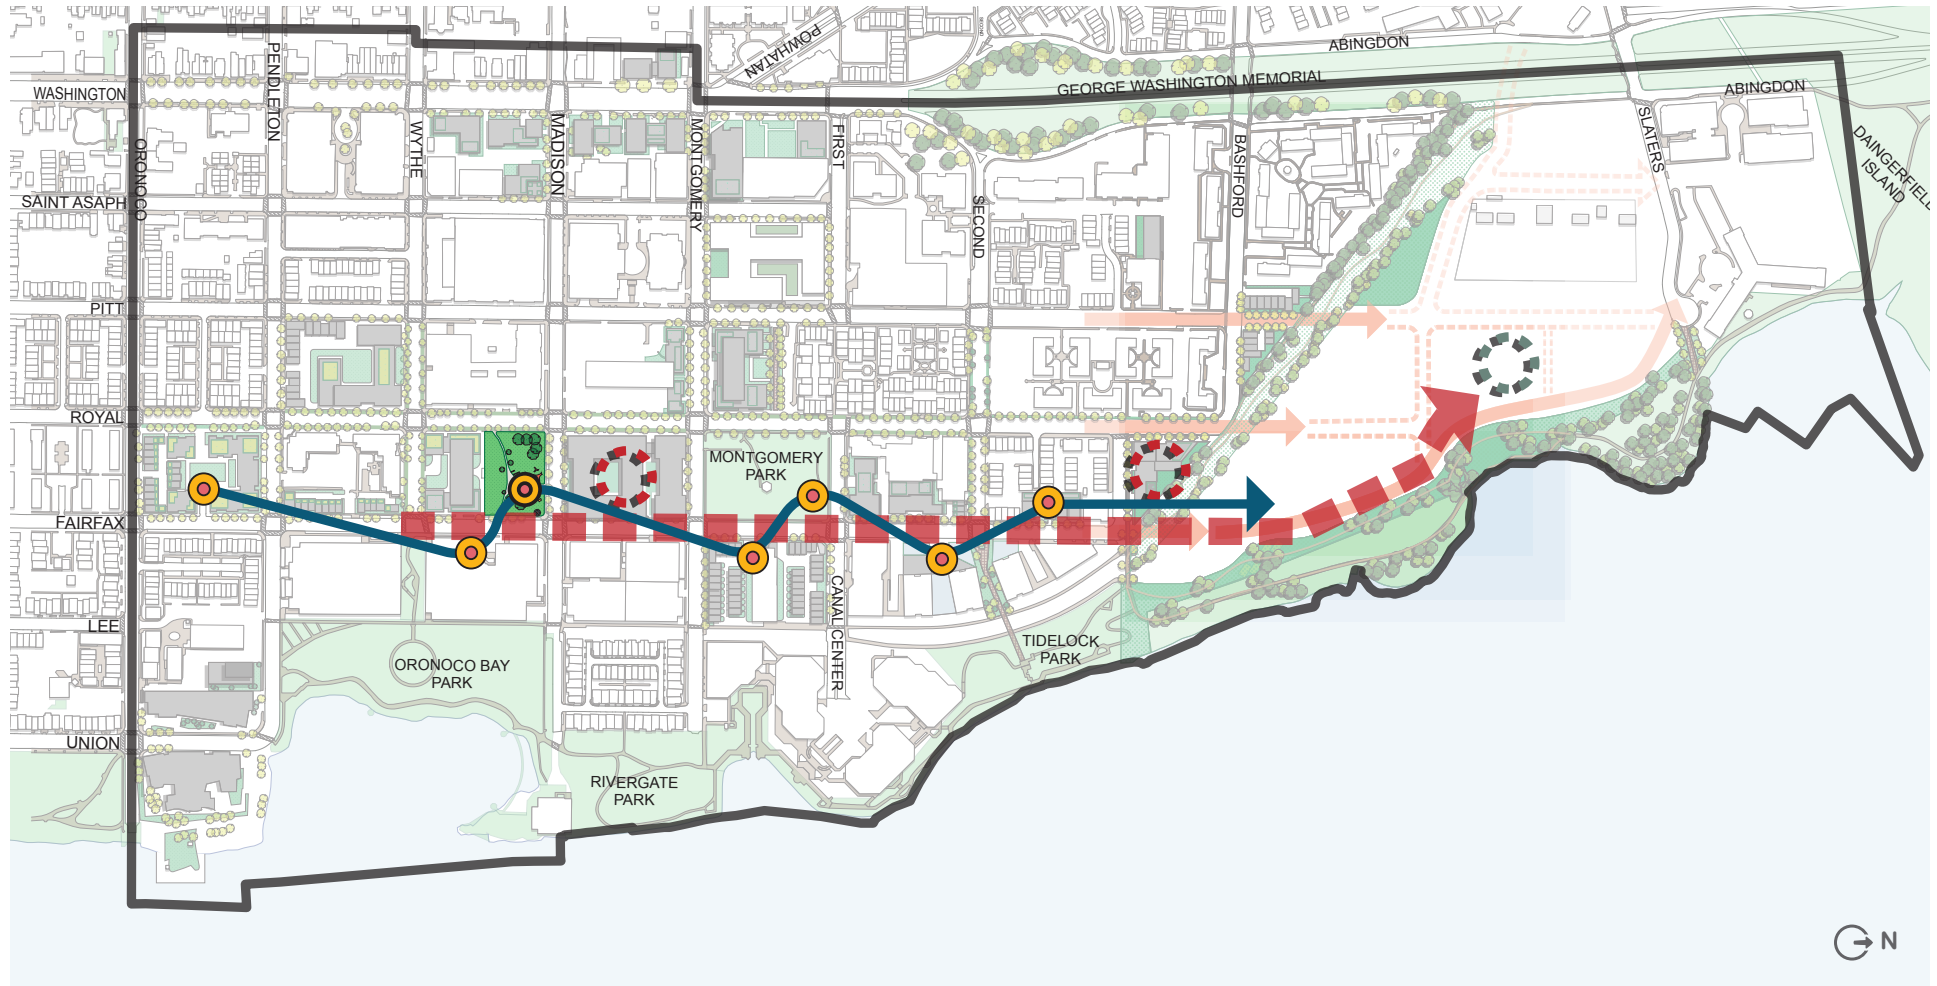 POWHATAN
ABINGDON
GEORGE WASHINGTON MEMORIAL
ABINGDON
WASHINGTON
PENDLETON
WYTHE
MADISON
MONTGOMERY
FIRST
BASHFORD
SLATERS
DAINGERFIELD
ISLAND
ORONOCO
SAINT ASAPH
SECOND
PITT
ROYAL
MONTGOMERY
PARK
FAIRFAX
CANAL CENTER
LEE
ORONOCO BAY
PARK
TIDELOCK
PARK
UNION
RIVERGATE
PARK
N